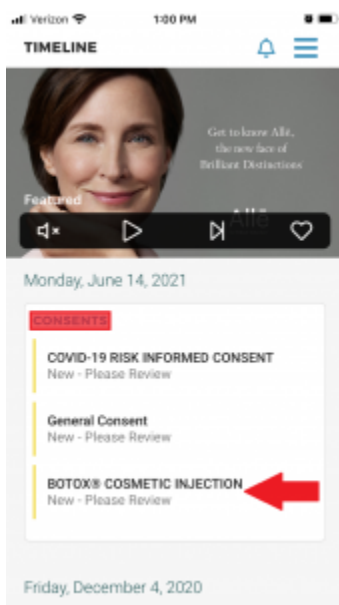 Verizon 1:00 PM
TIMELINE
Get to know Allē,
the new face of
Brilliant Distinctions
Featured
Allē
Monday, June 14, 2021
CONSENTS
COVID-19 RISK INFORMED CONSENT
New - Please Review
General Consent
New - Please Review
BOTOX® COSMETIC INJECTION
New - Please Review
Friday, December 4, 2020